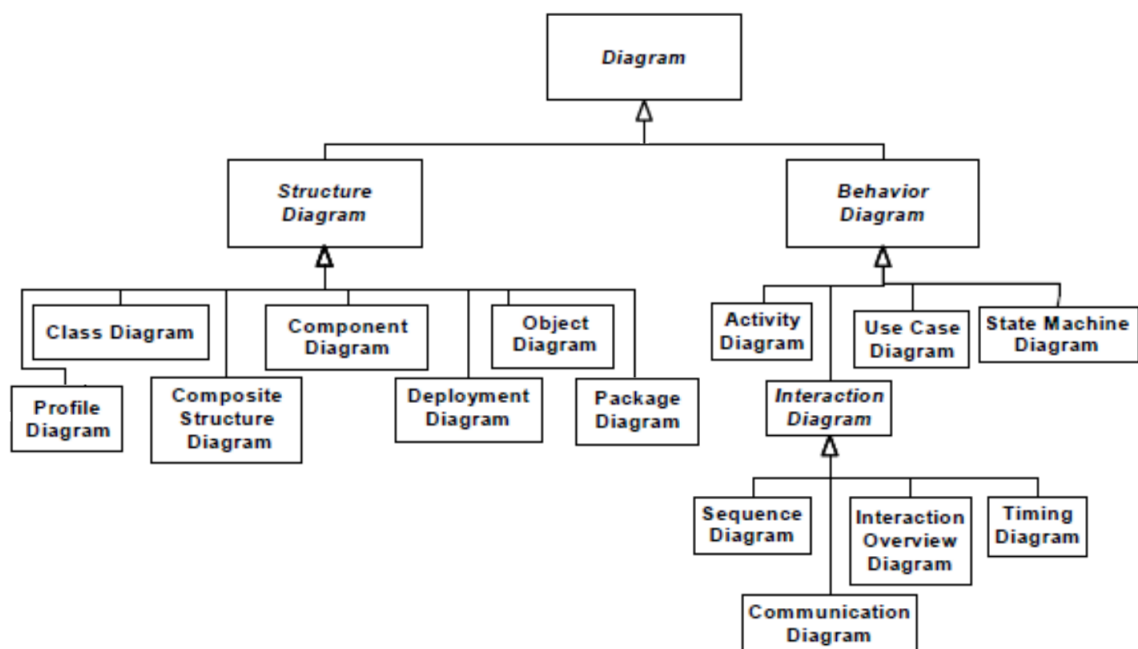 Diagram
Structure
Diagram
Behavior
Diagram
Class Diagram
Component
Diagram
Object
Diagram
Activity
Diagram
Use Case
Diagram
State Machine
Diagram
Profile
Diagram
Composite
Structure
Diagram
Deployment
Diagram
Package
Diagram
Interaction
Diagram
Sequence
Diagram
Interaction
Overview
Diagram
Timing
Diagram
Communication
Diagram